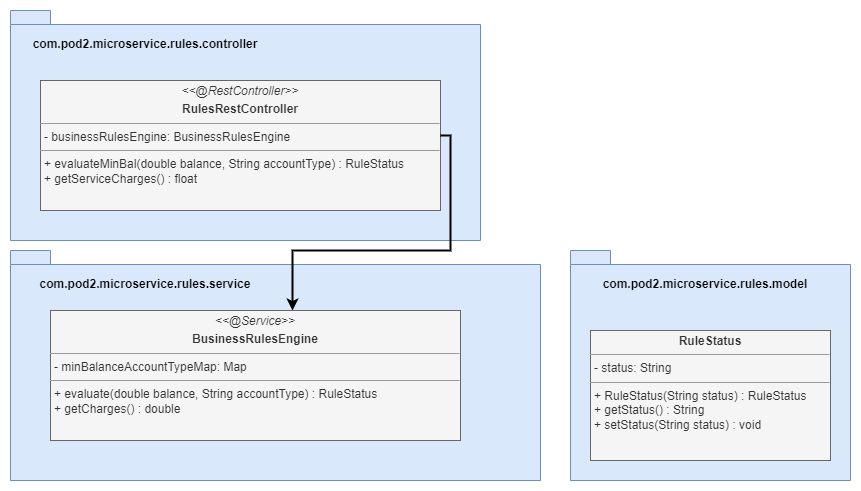 com.pod2.microservice.rules.controller
<<@RestController>>
RulesRestController
- businessRulesEngine: BusinessRulesEngine
+ evaluateMinBal(double balance, String accountType) : RuleStatus
+ getServiceCharges() : float
com.pod2.microservice.rules.service
<<@Service>>
BusinessRulesEngine
- minBalanceAccountTypeMap: Map
+ evaluate(double balance, String accountType) : RuleStatus
+ getCharges() : double
com.pod2.microservice.rules.model
RuleStatus
- status: String
+ RuleStatus(String status) : RuleStatus
+ getStatus() : String
+ setStatus(String status) : void